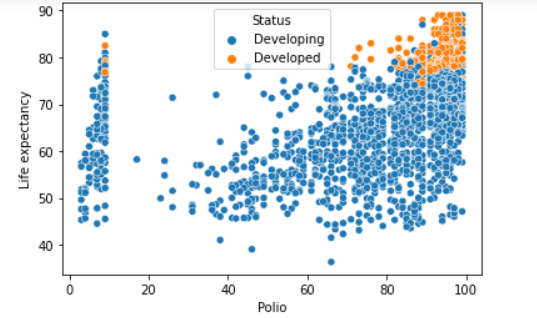 90
80
70
60
50
40
Life expectancy
Status
Developing
Developed
0 20 40 60 80 100
Polio